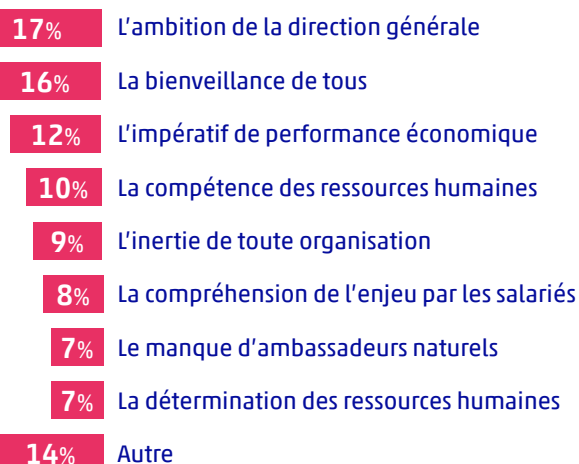 17% L'ambition de la direction générale
16% La bienveillance de tous
12% L'impératif de performance économique
10% La compétence des ressources humaines
9% L'inertie de toute organisation
8% La compréhension de l'enjeu par les salariés
7% Le manque d'ambassadeurs naturels
7% La détermination des ressources humaines
14% Autre